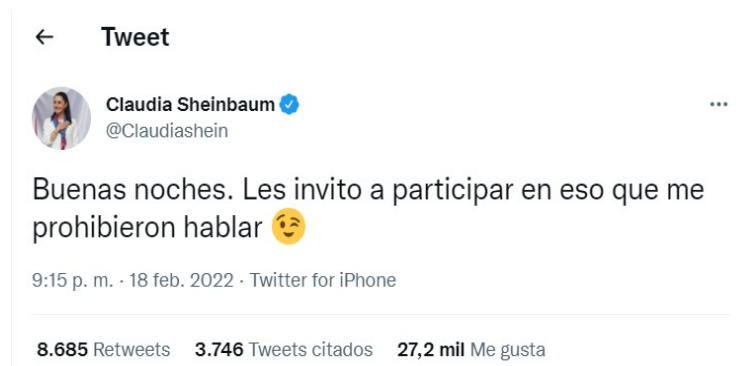 Tweet
Claudia Sheinbaum
@Claudiashein
Buenas noches. Les invito a participar en eso que me
prohibieron hablar 😉
9:15 p. m. · 18 feb. 2022 · Twitter for iPhone
8.685 Retweets 3.746 Tweets citados 27,2 mil Me gusta